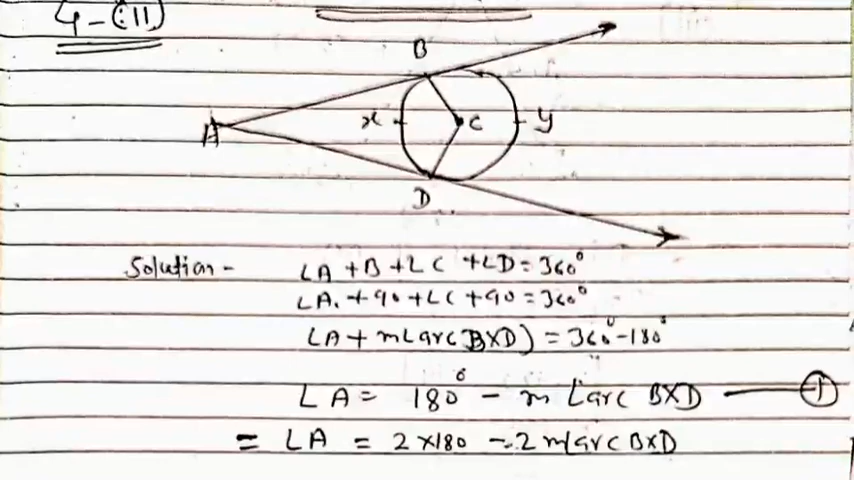 4-(II)
B
A
x
C
y
D
Solution - ∠A + B + ∠C + ∠D = 360°
∠A. + 90 + ∠C + 90 = 360°
∠A + m(arc BXD) = 360° - 180°
∠A = 180° - m(arc BXD) ——— ①
= ∠A = 2 × 180 - 2 m(arc BXD